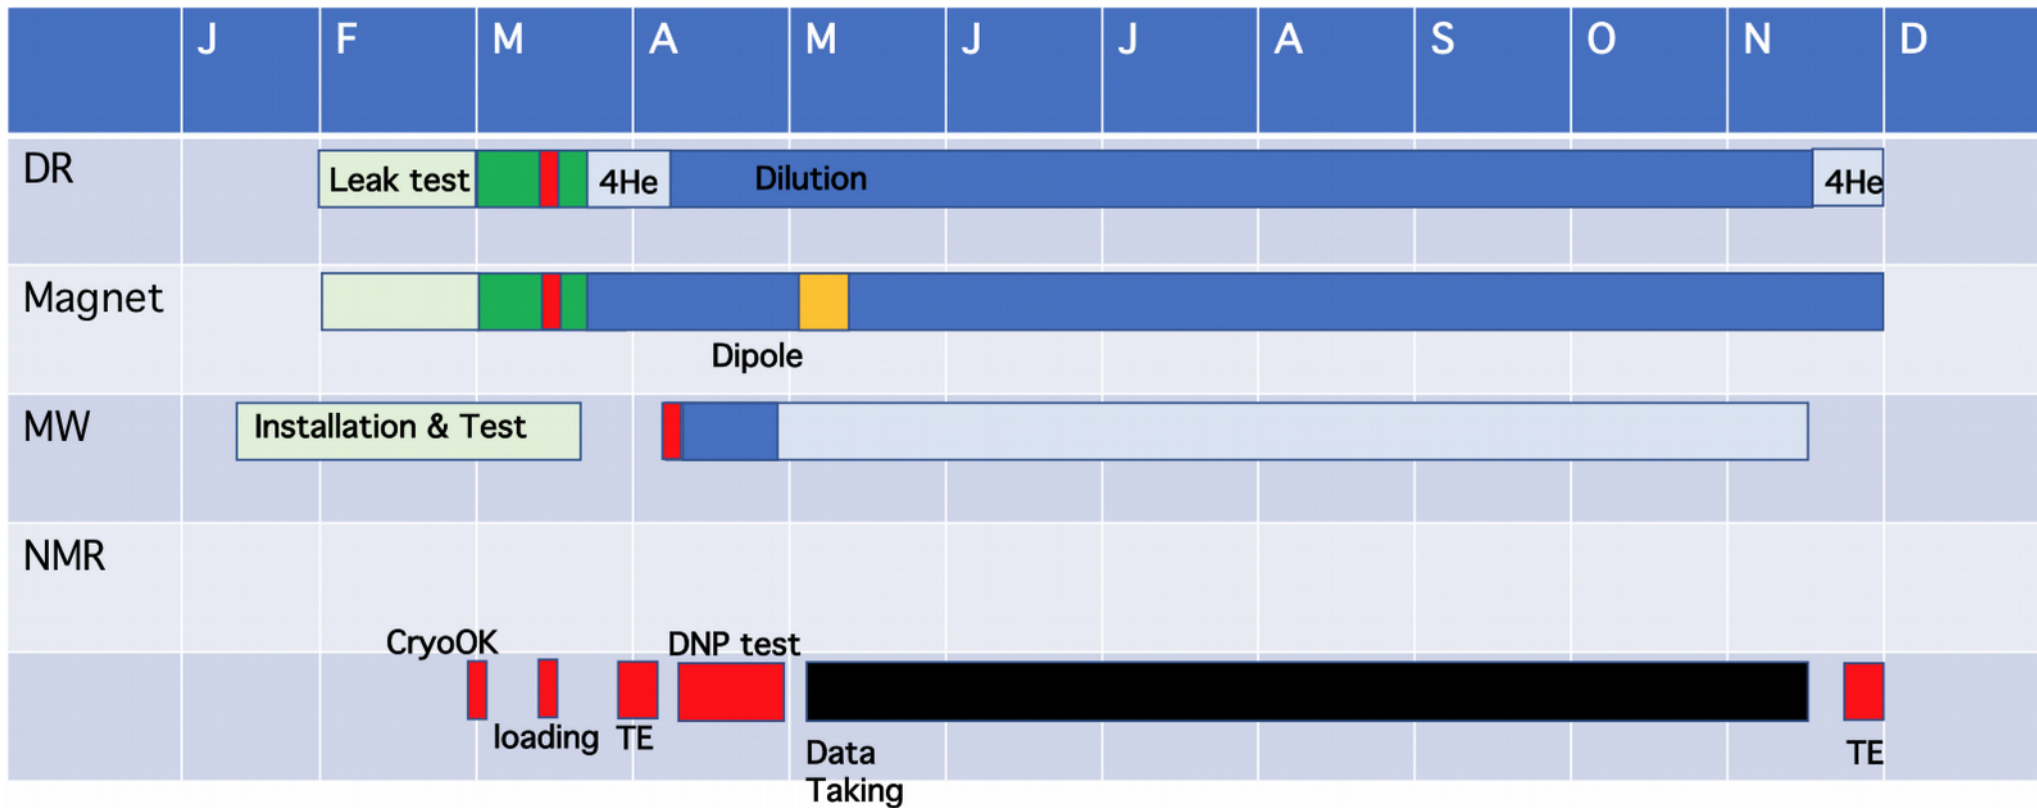 J F M A M J J A S O N D
DR
Leak test 4He Dilution 4He
Magnet
Dipole
MW
Installation & Test
NMR
CryoOK DNP test
loading TE
Data
Taking
TE